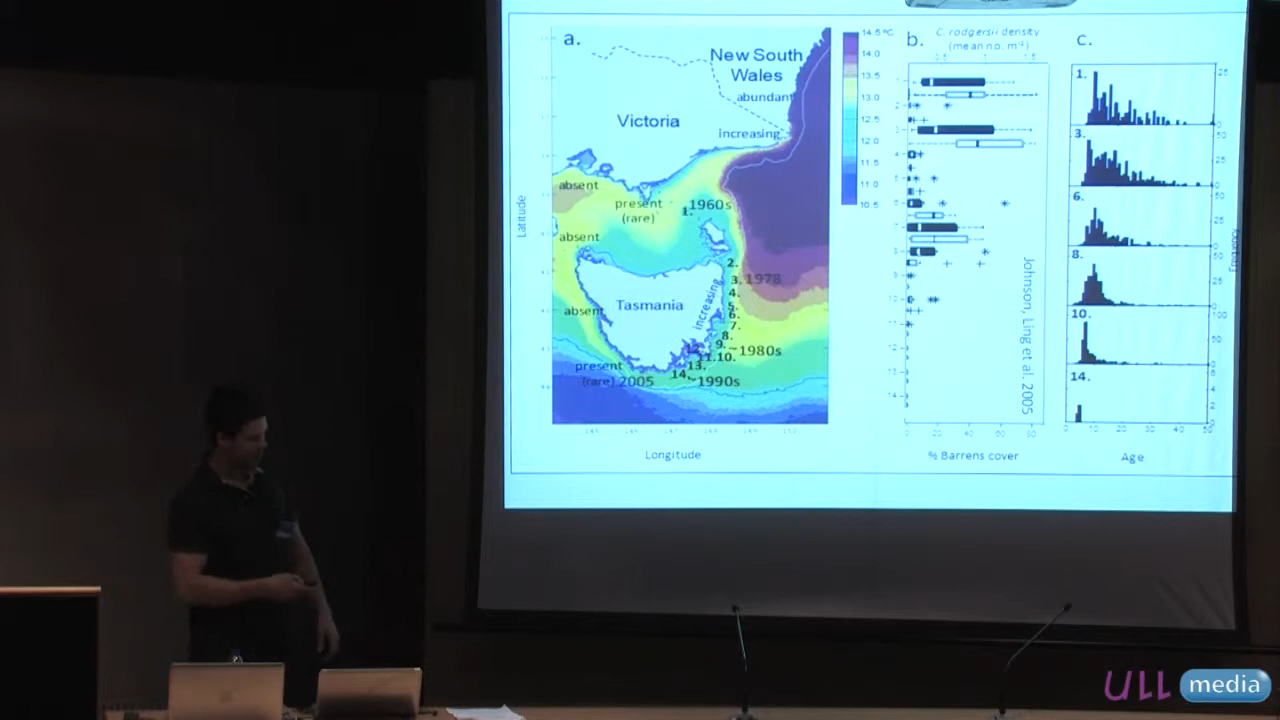 a.
New South
Wales
abundant
Victoria
increasing
absent
present
(rare)
1960s
1.
absent
2.
3. 1978
4.
5.
6.
7.
8.
9.
~1980s
11.10.
13.
14.
~1990s
Tasmania
increasing
absent
present
(rare) 2005
Latitude
Longitude
14.5 ºC
14.0
13.5
13.0
12.5
12.0
11.5
11.0
10.5
b.
C. rodgersii density
(mean no. m⁻¹)
% Barrens cover
Johnson, Ling et al. 2005
c.
1.
3.
6.
8.
10.
14.
Age
Frequency
ULL media